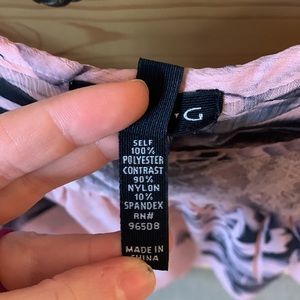 G
SELF
100%
POLYESTER
CONTRAST
90%
NYLON
10%
SPANDEX
RN#
96508
MADE IN
CHINA